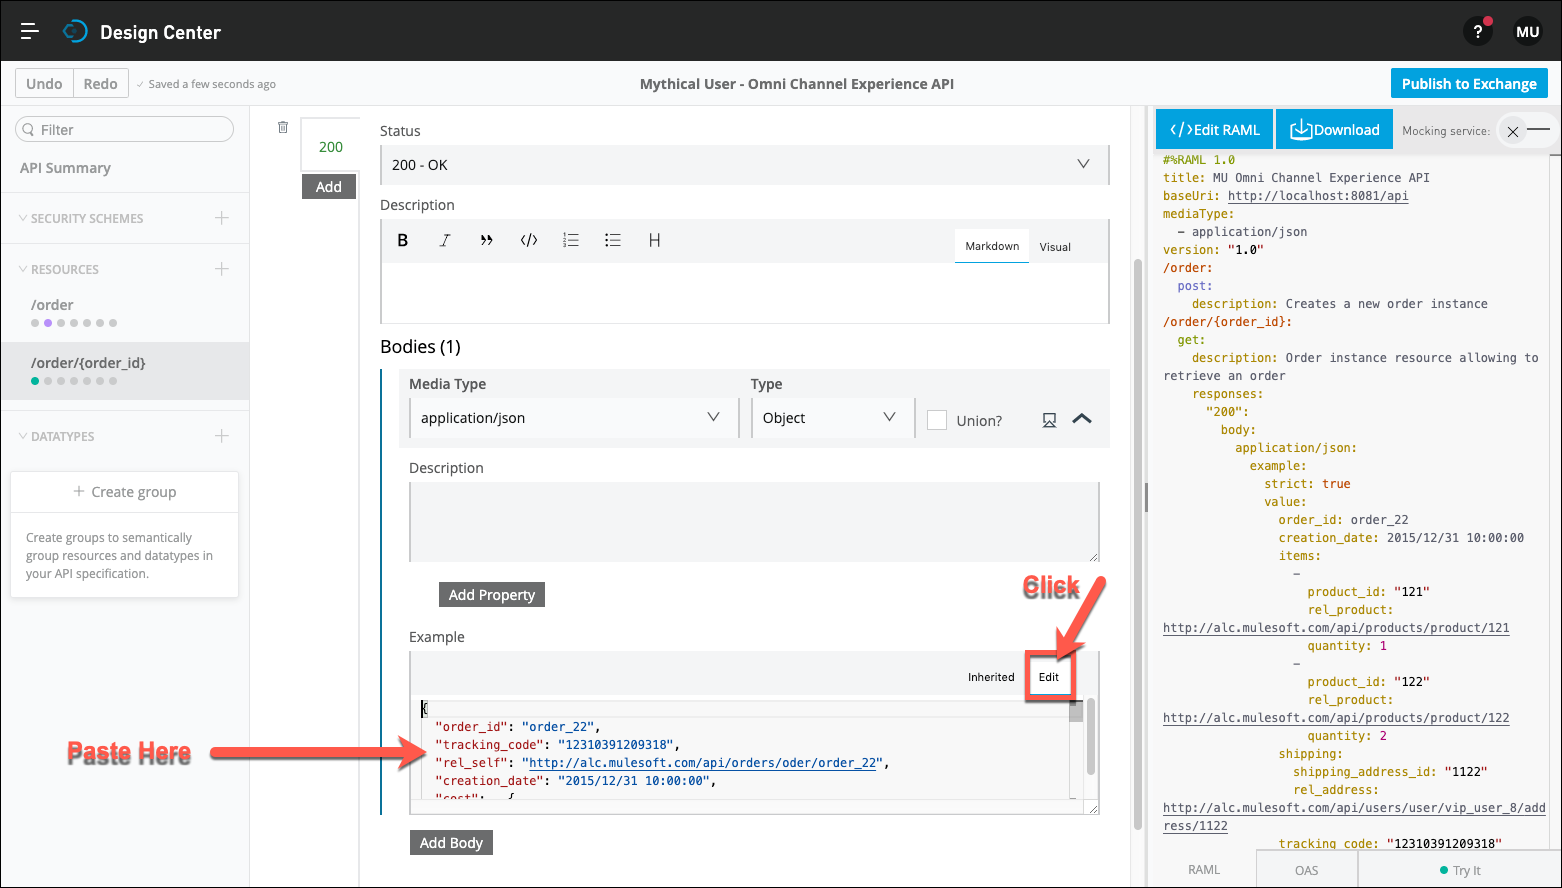 Design Center
?
MU
Undo
Redo
Saved a few seconds ago
Mythical User - Omni Channel Experience API
Publish to Exchange
Filter
API Summary
SECURITY SCHEMES
RESOURCES
/order
/order/{order_id}
DATATYPES
+ Create group
Create groups to semantically
group resources and datatypes in
your API specification.
200
Add
Status
200 - OK
Description
B I ” </> H
Markdown
Visual
Bodies (1)
Media Type
Type
application/json
Object
Union?
Description
Add Property
Click
Example
Inherited
Edit
Paste Here
{
"order_id": "order_22",
"tracking_code": "12310391209318",
"rel_self": "http://alc.mulesoft.com/api/orders/oder/order_22",
"creation_date": "2015/12/31 10:00:00",
"cost": {
Add Body
</>Edit RAML
Download
Mocking service:
#%RAML 1.0
title: MU Omni Channel Experience API
baseUri: http://localhost:8081/api
mediaType:
- application/json
version: "1.0"
/order:
post:
description: Creates a new order instance
/order/{order_id}:
get:
description: Order instance resource allowing to
retrieve an order
responses:
"200":
body:
application/json:
example:
strict: true
value:
order_id: order_22
creation_date: 2015/12/31 10:00:00
items:
-
product_id: "121"
rel_product:
http://alc.mulesoft.com/api/products/product/121
quantity: 1
-
product_id: "122"
rel_product:
http://alc.mulesoft.com/api/products/product/122
quantity: 2
shipping:
shipping_address_id: "1122"
rel_address:
http://alc.mulesoft.com/api/users/user/vip_user_8/add
ress/1122
tracking_code: "12310391209318"
RAML
OAS
Try It